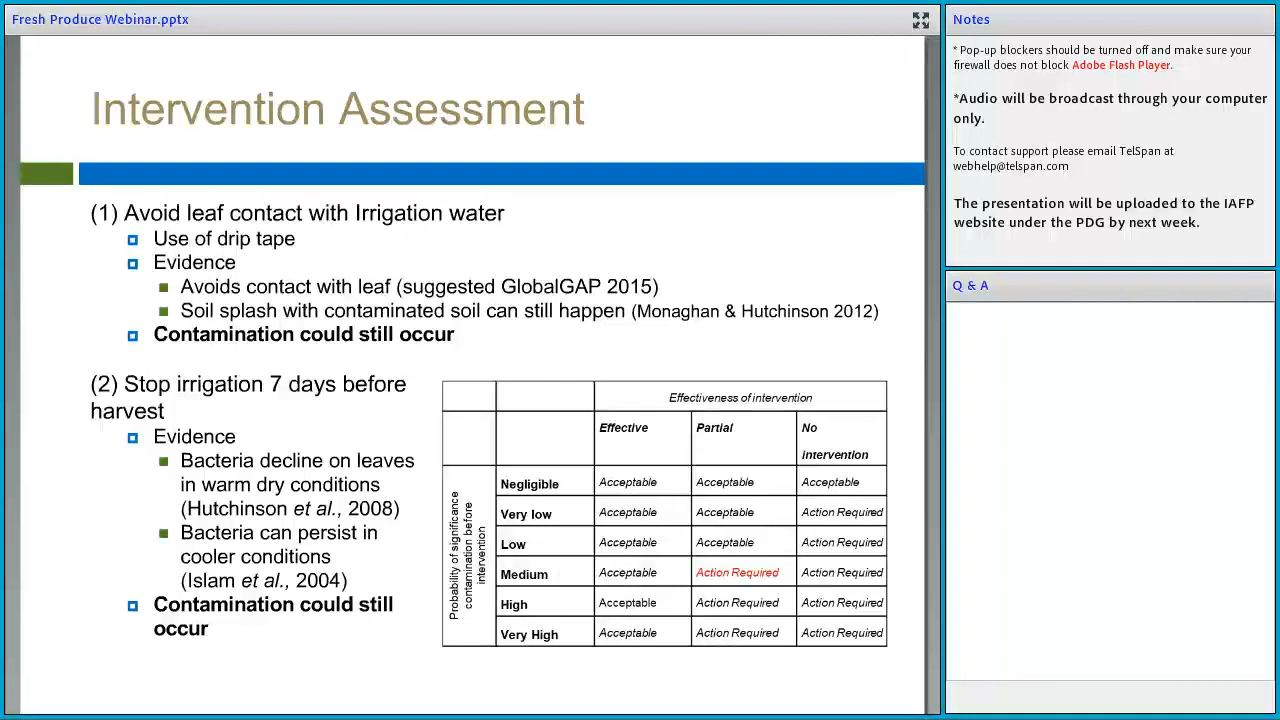 Fresh Produce Webinar.pptx
Intervention Assessment
(1) Avoid leaf contact with Irrigation water
Use of drip tape
Evidence
Avoids contact with leaf (suggested GlobalGAP 2015)
Soil splash with contaminated soil can still happen (Monaghan & Hutchinson 2012)
Contamination could still occur
(2) Stop irrigation 7 days before
harvest
Evidence
Bacteria decline on leaves
in warm dry conditions
(Hutchinson et al., 2008)
Bacteria can persist in
cooler conditions
(Islam et al., 2004)
Contamination could still
occur
Effectiveness of intervention
Effective Partial No
intervention
Probability of significance
contamination before
intervention
Negligible Acceptable Acceptable Acceptable
Very low Acceptable Acceptable Action Required
Low Acceptable Acceptable Action Required
Medium Acceptable Action Required Action Required
High Acceptable Action Required Action Required
Very High Acceptable Action Required Action Required
Notes
* Pop-up blockers should be turned off and make sure your
firewall does not block Adobe Flash Player.
*Audio will be broadcast through your computer
only.
To contact support please email TelSpan at
webhelp@telspan.com
The presentation will be uploaded to the IAFP
website under the PDG by next week.
Q & A